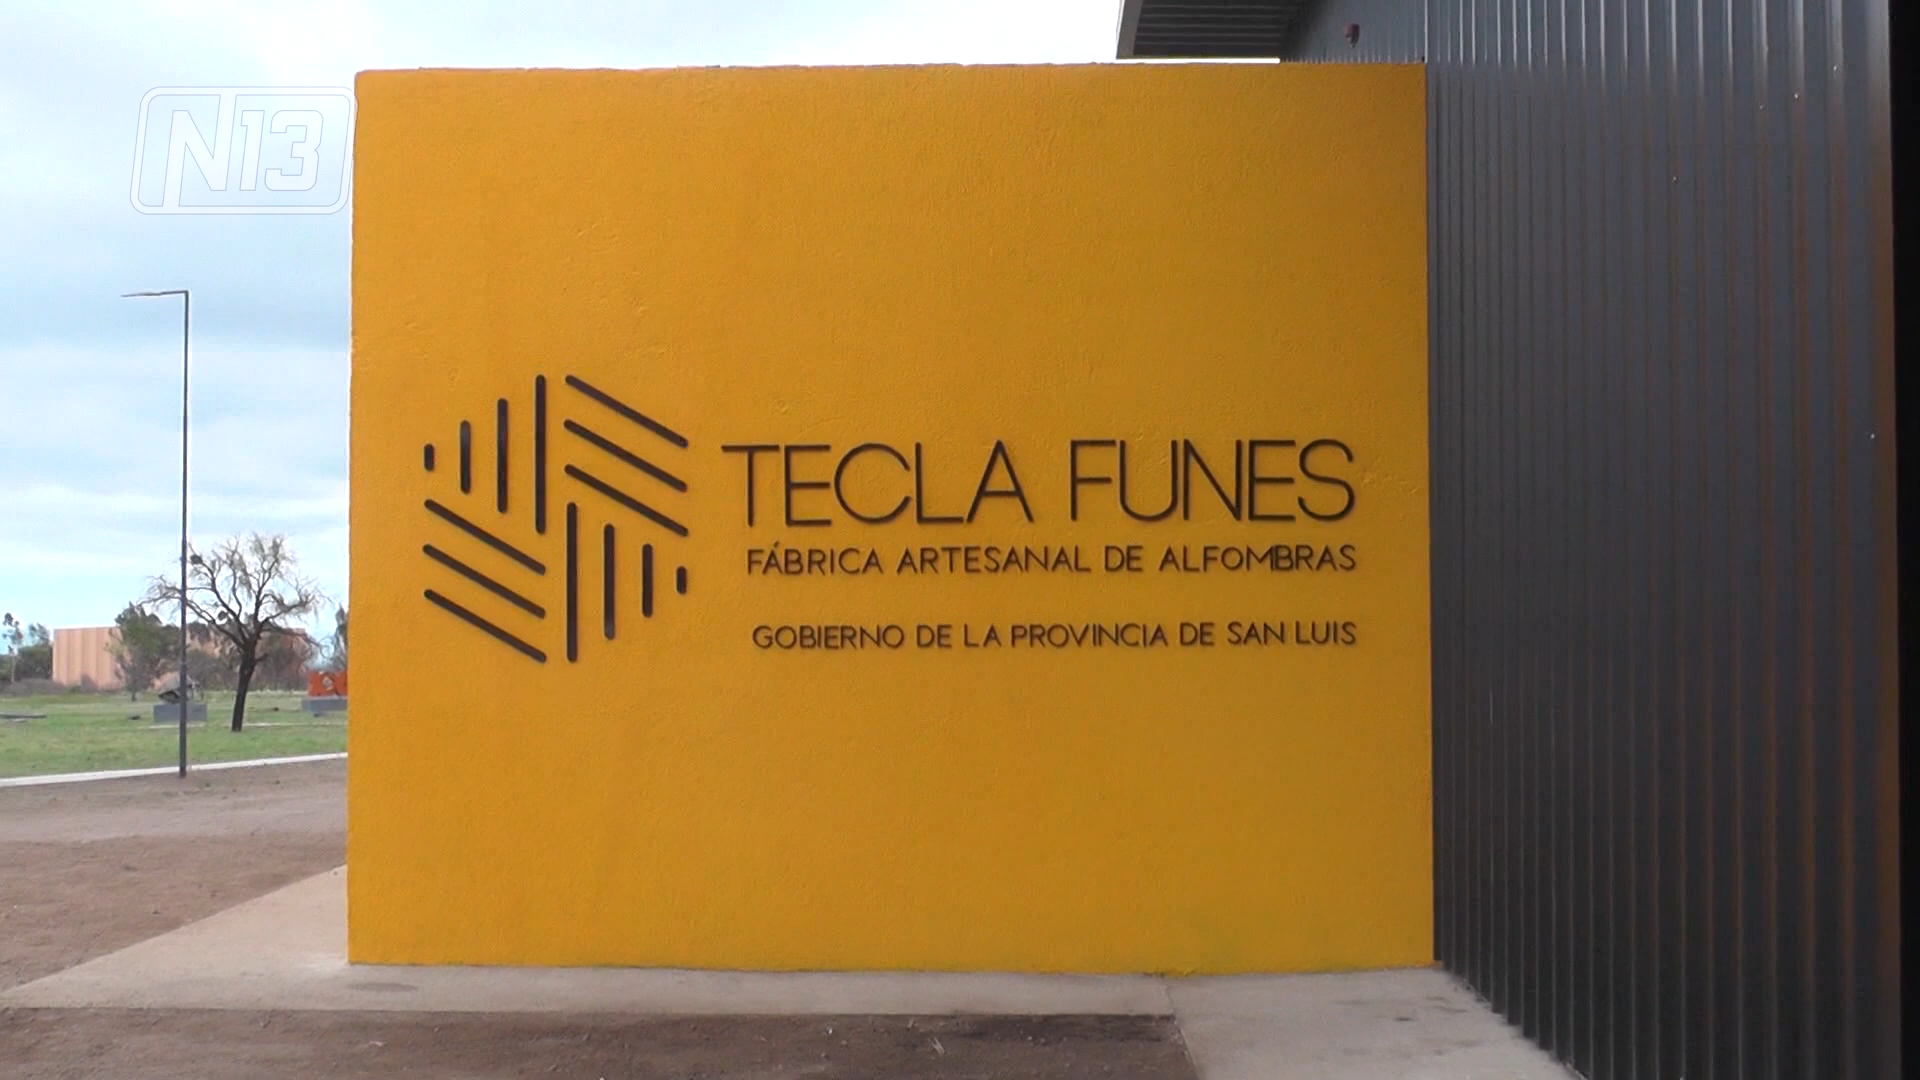 N13
TECLA FUNES
FÁBRICA ARTESANAL DE ALFOMBRAS
GOBIERNO DE LA PROVINCIA DE SAN LUIS